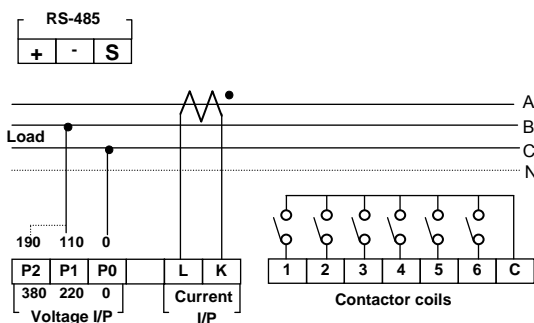 RS-485
+ - S
A
B
Load
C
N
190 110 0
P2 P1 P0 L K
1 2 3 4 5 6 C
380 220 0
Voltage I/P
Current
I/P
Contactor coils